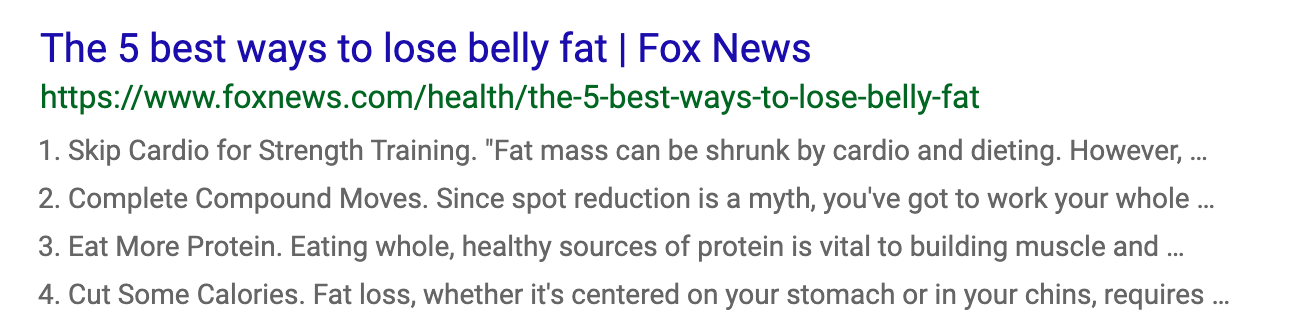 The 5 best ways to lose belly fat | Fox News
https://www.foxnews.com/health/the-5-best-ways-to-lose-belly-fat
1. Skip Cardio for Strength Training. "Fat mass can be shrunk by cardio and dieting. However, ...
2. Complete Compound Moves. Since spot reduction is a myth, you've got to work your whole ...
3. Eat More Protein. Eating whole, healthy sources of protein is vital to building muscle and ...
4. Cut Some Calories. Fat loss, whether it's centered on your stomach or in your chins, requires ...